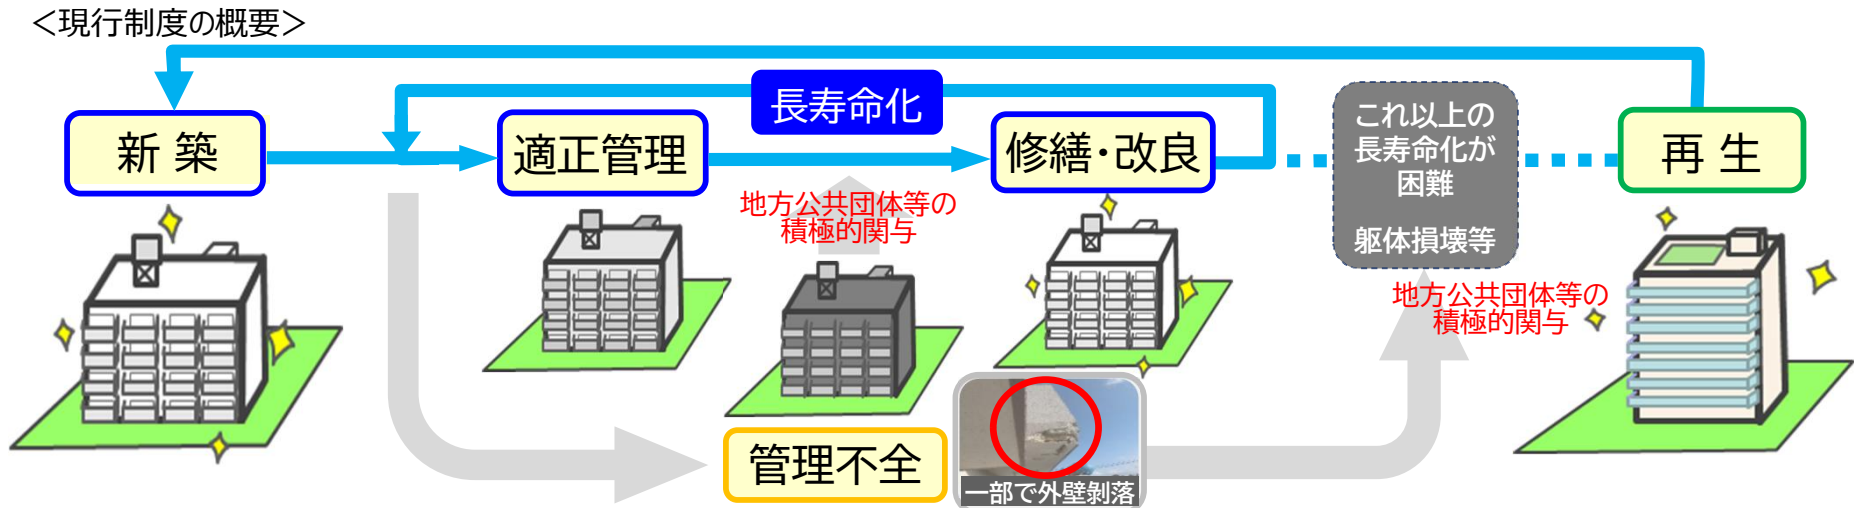 ＜現行制度の概要＞
長寿命化
新築
適正管理
修繕・改良
これ以上の
長寿命化が
困難
躯体損壊等
再生
地方公共団体等の
積極的関与
地方公共団体等の
積極的関与
管理不全
一部で外壁剝落